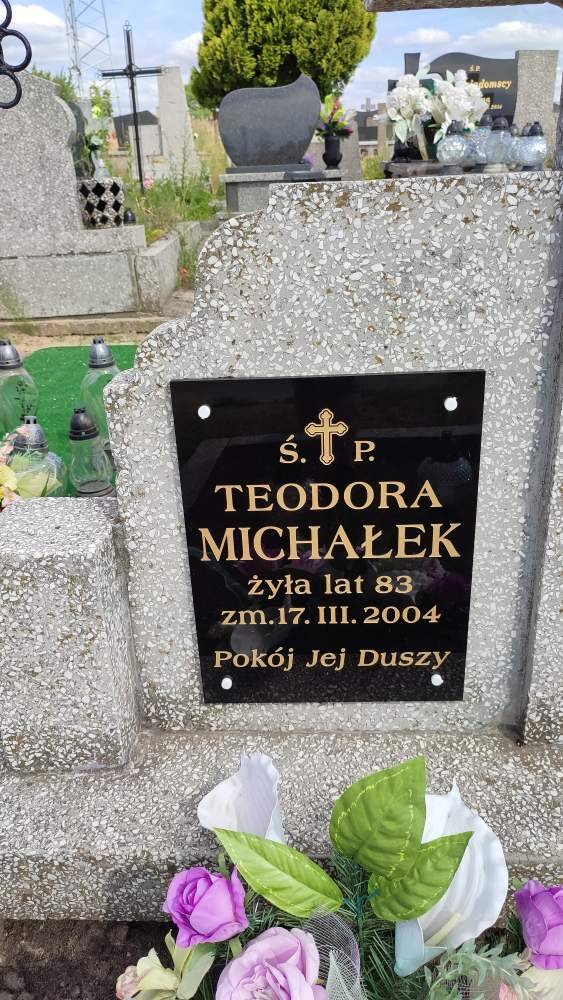 Ś. P.
TEODORA
MICHAŁEK
żyła lat 83
zm.17.III.2004
Pokój Jej Duszy
Ś.P.